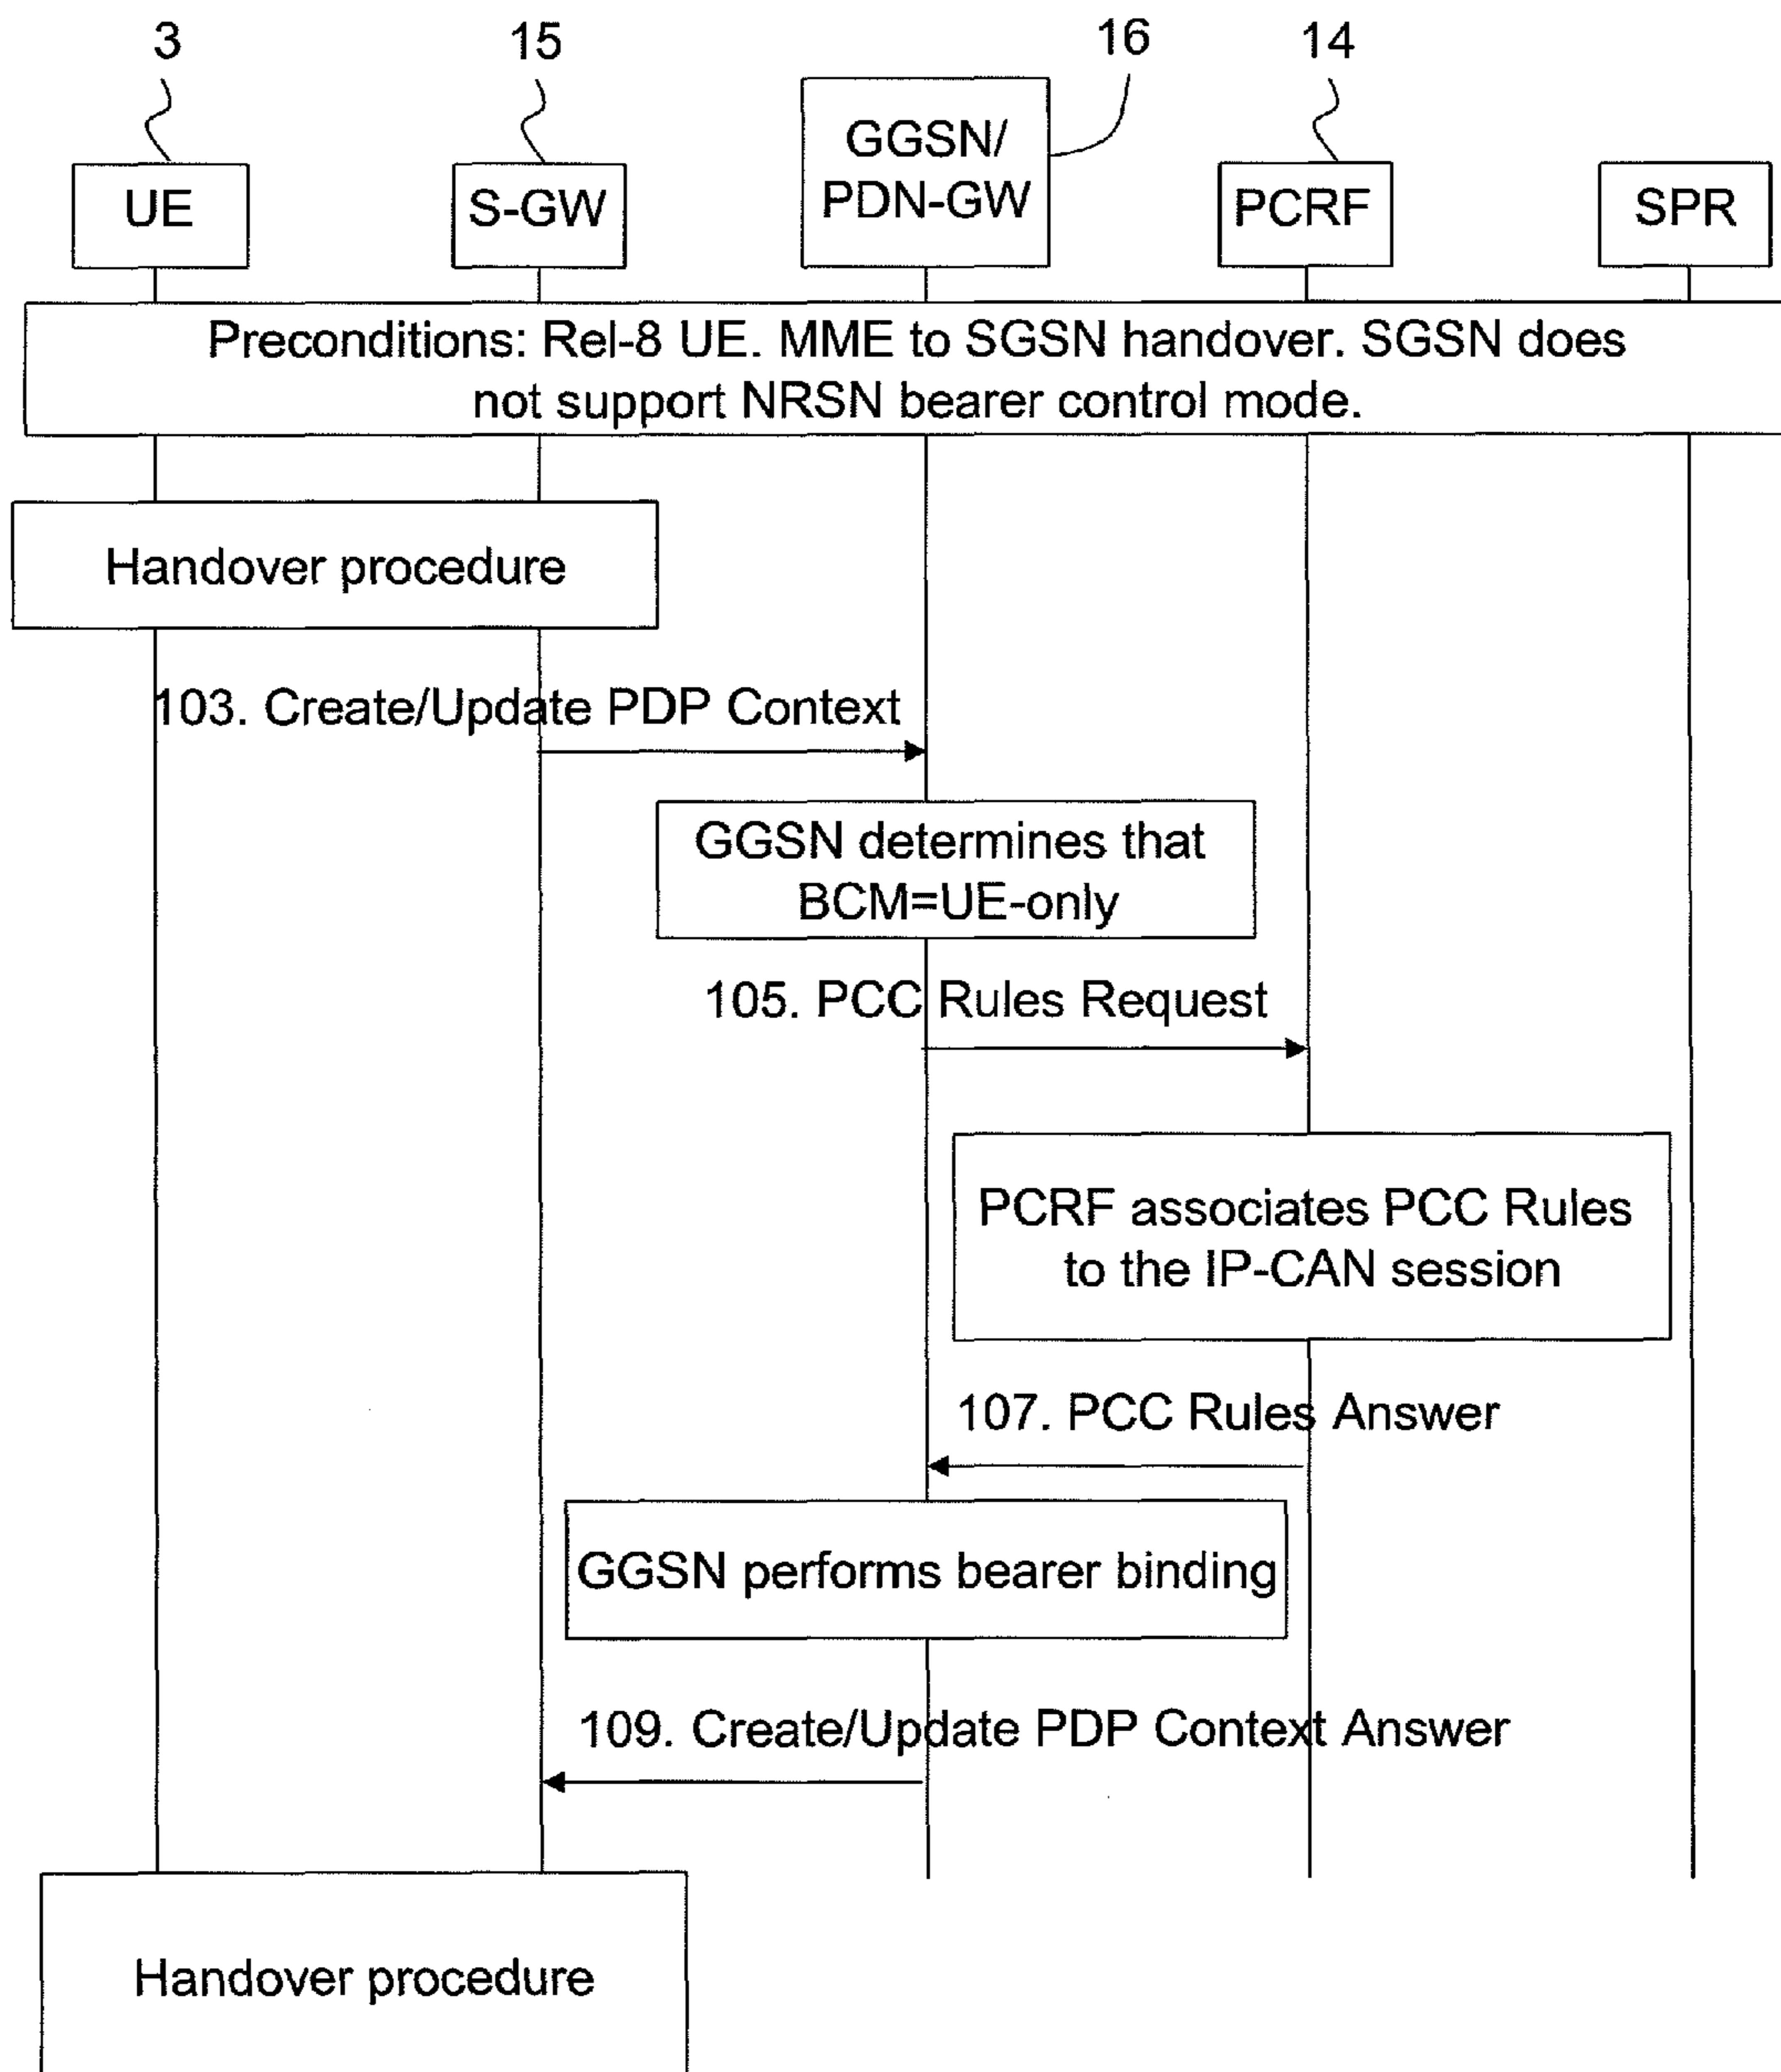 3
15
16
14
UE
S-GW
GGSN/
PDN-GW
PCRF
SPR
Preconditions: Rel-8 UE. MME to SGSN handover. SGSN does
not support NRSN bearer control mode.
Handover procedure
103. Create/Update PDP Context
GGSN determines that
BCM=UE-only
105. PCC Rules Request
PCRF associates PCC Rules
to the IP-CAN session
107. PCC Rules Answer
GGSN performs bearer binding
109. Create/Update PDP Context Answer
Handover procedure